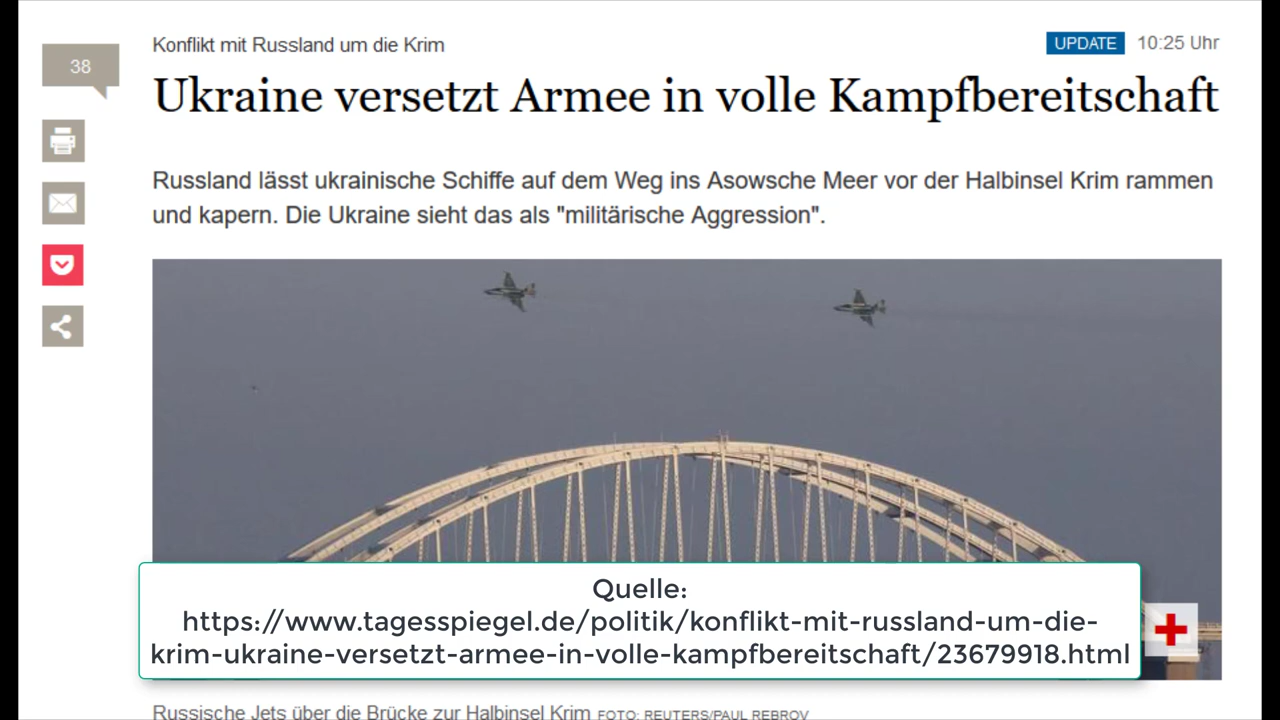 38
Konflikt mit Russland um die Krim
UPDATE 10:25 Uhr
Ukraine versetzt Armee in volle Kampfbereitschaft
Russland lässt ukrainische Schiffe auf dem Weg ins Asowsche Meer vor der Halbinsel Krim rammen
und kapern. Die Ukraine sieht das als "militärische Aggression".
Quelle:
https://www.tagesspiegel.de/politik/konflikt-mit-russland-um-die-
krim-ukraine-versetzt-armee-in-volle-kampfbereitschaft/23679918.html
Russische Jets über die Brücke zur Halbinsel Krim FOTO: REUTERS/PAUL REBROV